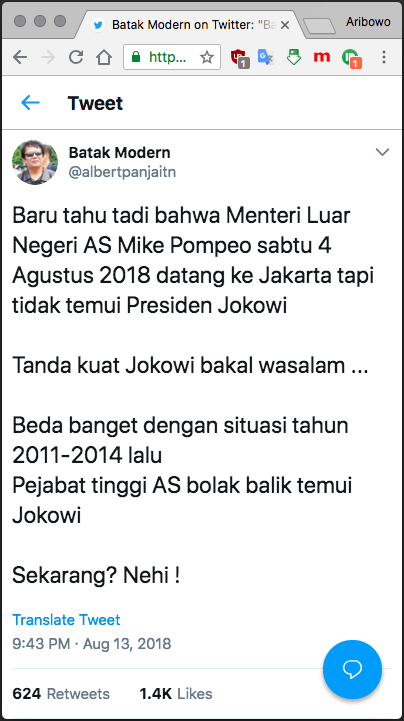 Batak Modern on Twitter: "Ba
Aribowo
http...
1
m
1
Tweet
Batak Modern
@albertpanjaitn
Baru tahu tadi bahwa Menteri Luar
Negeri AS Mike Pompeo sabtu 4
Agustus 2018 datang ke Jakarta tapi
tidak temui Presiden Jokowi
Tanda kuat Jokowi bakal wasalam ...
Beda banget dengan situasi tahun
2011-2014 lalu
Pejabat tinggi AS bolak balik temui
Jokowi
Sekarang? Nehi !
Translate Tweet
9:43 PM · Aug 13, 2018
624 Retweets 1.4K Likes